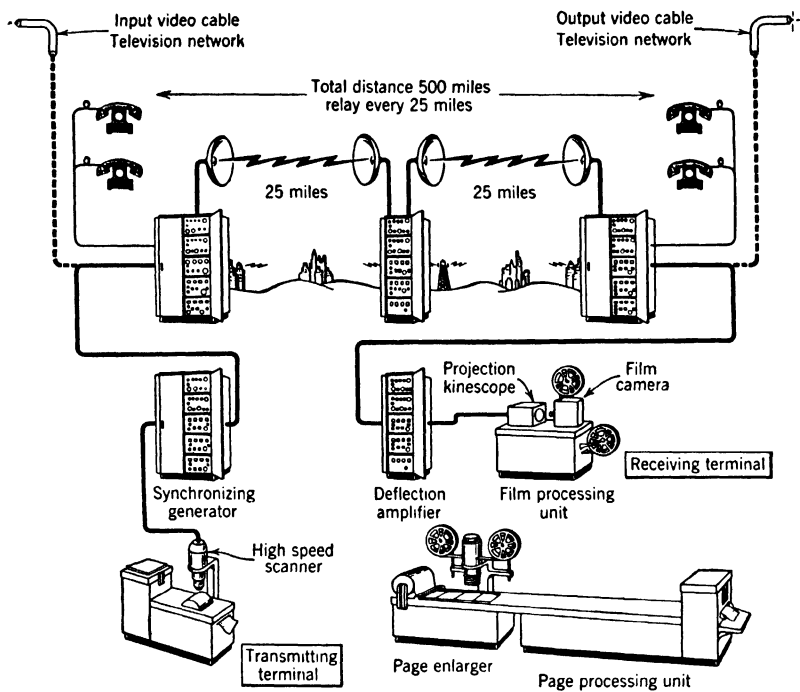 Input video cable
Television network
Output video cable
Television network
Total distance 500 miles
relay every 25 miles
25 miles
25 miles
Projection
kinescope
Film
camera
Receiving terminal
Synchronizing
generator
Deflection
amplifier
Film processing
unit
High speed
scanner
Transmitting
terminal
Page enlarger
Page processing unit